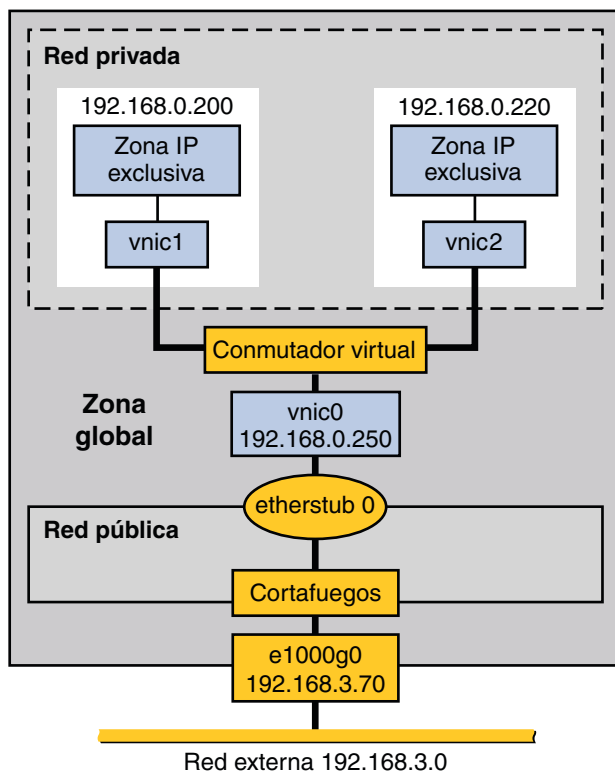 Red privada
192.168.0.200
Zona IP
exclusiva
vnic1
192.168.0.220
Zona IP
exclusiva
vnic2
Conmutador virtual
Zona
global
vnic0
192.168.0.250
etherstub 0
Red pública
Cortafuegos
e1000g0
192.168.3.70
Red externa 192.168.3.0